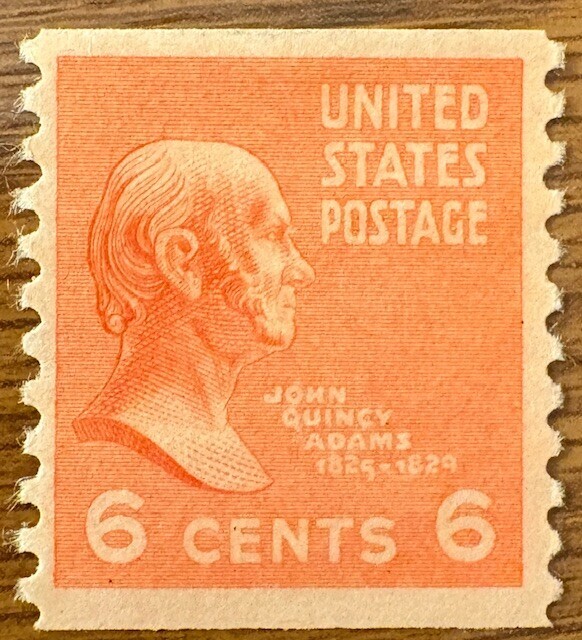 UNITED
STATES
POSTAGE
JOHN
QUINCY
ADAMS
1825-1829
6 CENTS 6